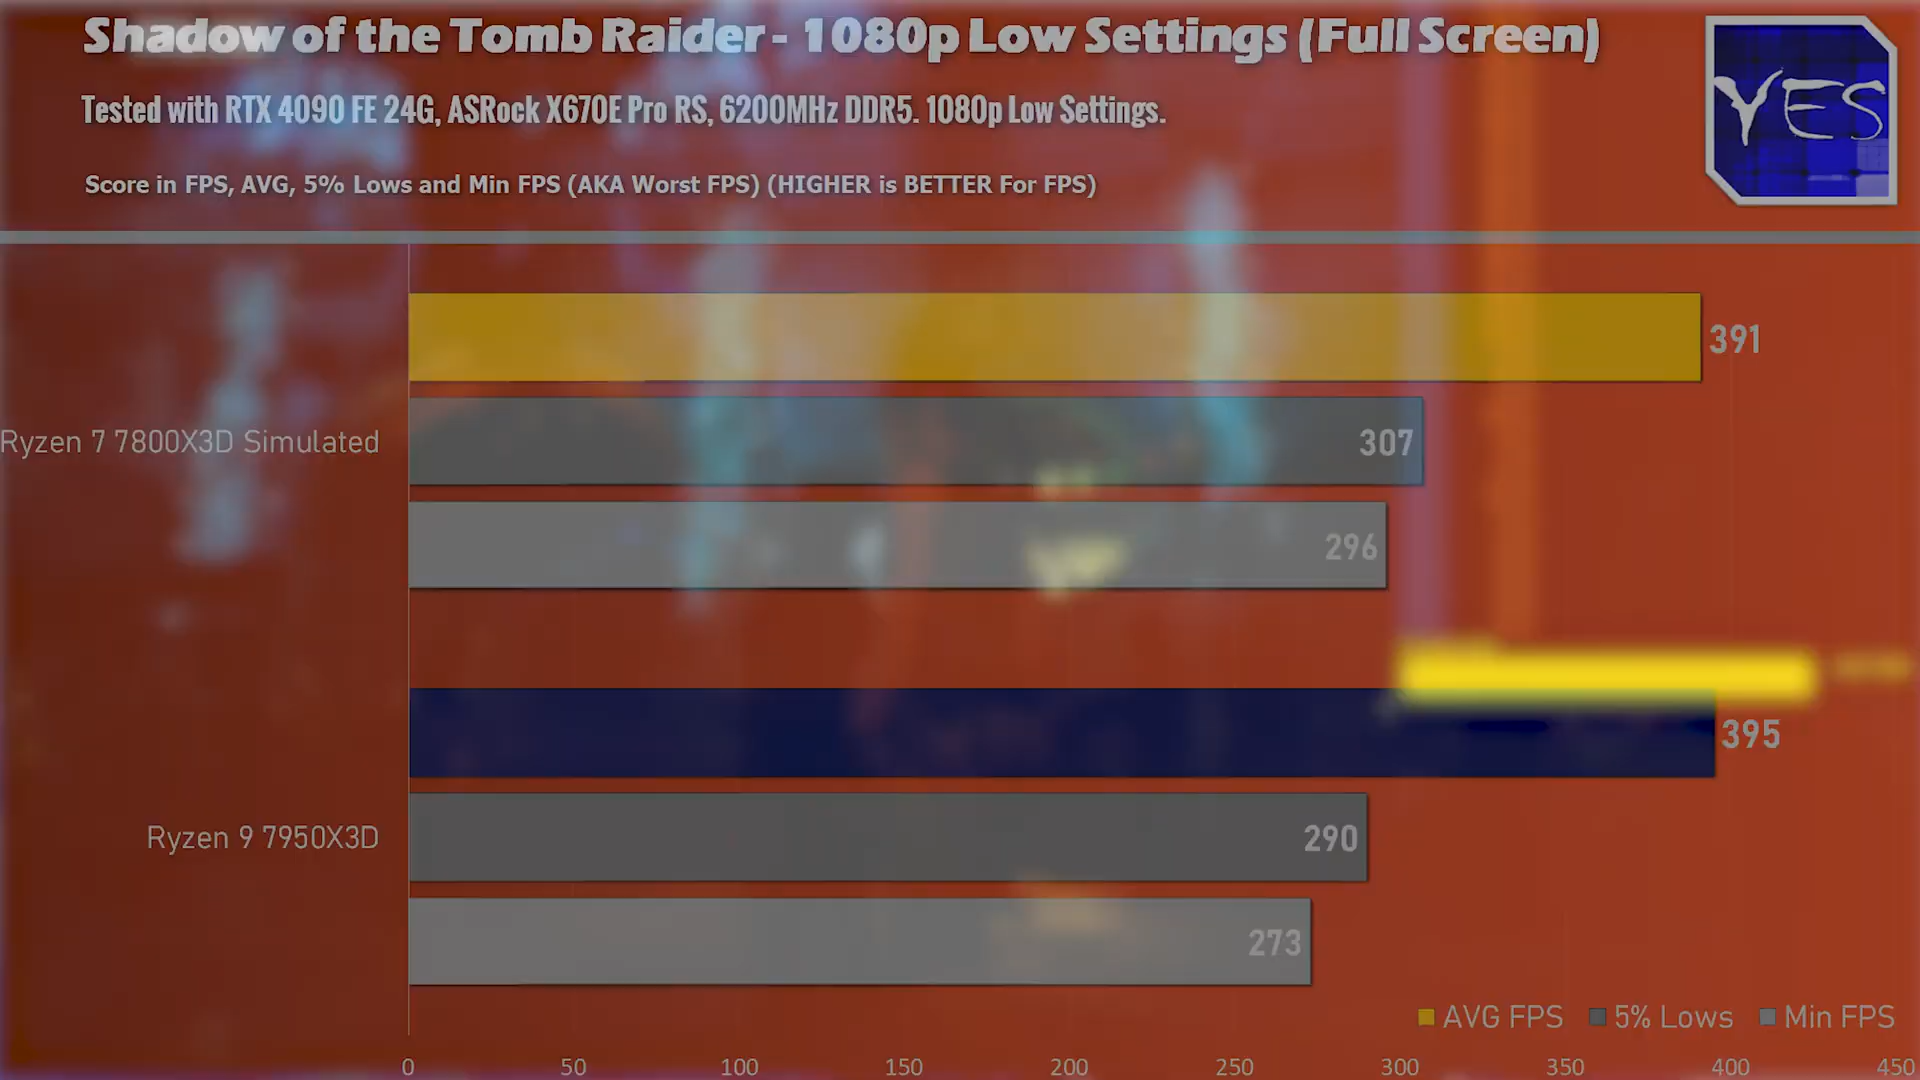 Shadow of the Tomb Raider - 1080p Low Settings (Full Screen)
Tested with RTX 4090 FE 24G, ASRock X670E Pro RS, 6200MHz DDR5. 1080p Low Settings.
YES
Score in FPS, AVG, 5% Lows and Min FPS (AKA Worst FPS) (HIGHER is BETTER For FPS)
391
Ryzen 7 7800X3D Simulated
307
296
395
Ryzen 9 7950X3D
290
273
AVG FPS 5% Lows Min FPS
0 50 100 150 200 250 300 350 400 450